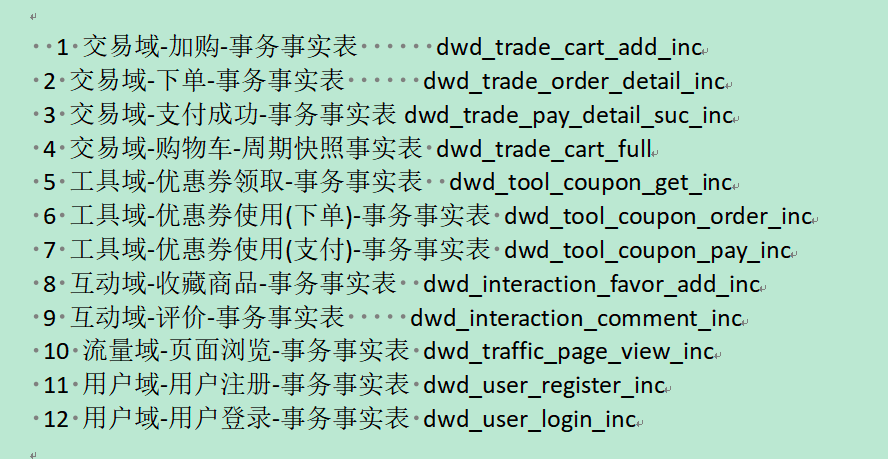 1 交易域-加购-事务事实表 dwd_trade_cart_add_inc
2 交易域-下单-事务事实表 dwd_trade_order_detail_inc
3 交易域-支付成功-事务事实表 dwd_trade_pay_detail_suc_inc
4 交易域-购物车-周期快照事实表 dwd_trade_cart_full
5 工具域-优惠券领取-事务事实表 dwd_tool_coupon_get_inc
6 工具域-优惠券使用(下单)-事务事实表 dwd_tool_coupon_order_inc
7 工具域-优惠券使用(支付)-事务事实表 dwd_tool_coupon_pay_inc
8 互动域-收藏商品-事务事实表 dwd_interaction_favor_add_inc
9 互动域-评价-事务事实表 dwd_interaction_comment_inc
10 流量域-页面浏览-事务事实表 dwd_traffic_page_view_inc
11 用户域-用户注册-事务事实表 dwd_user_register_inc
12 用户域-用户登录-事务事实表 dwd_user_login_inc